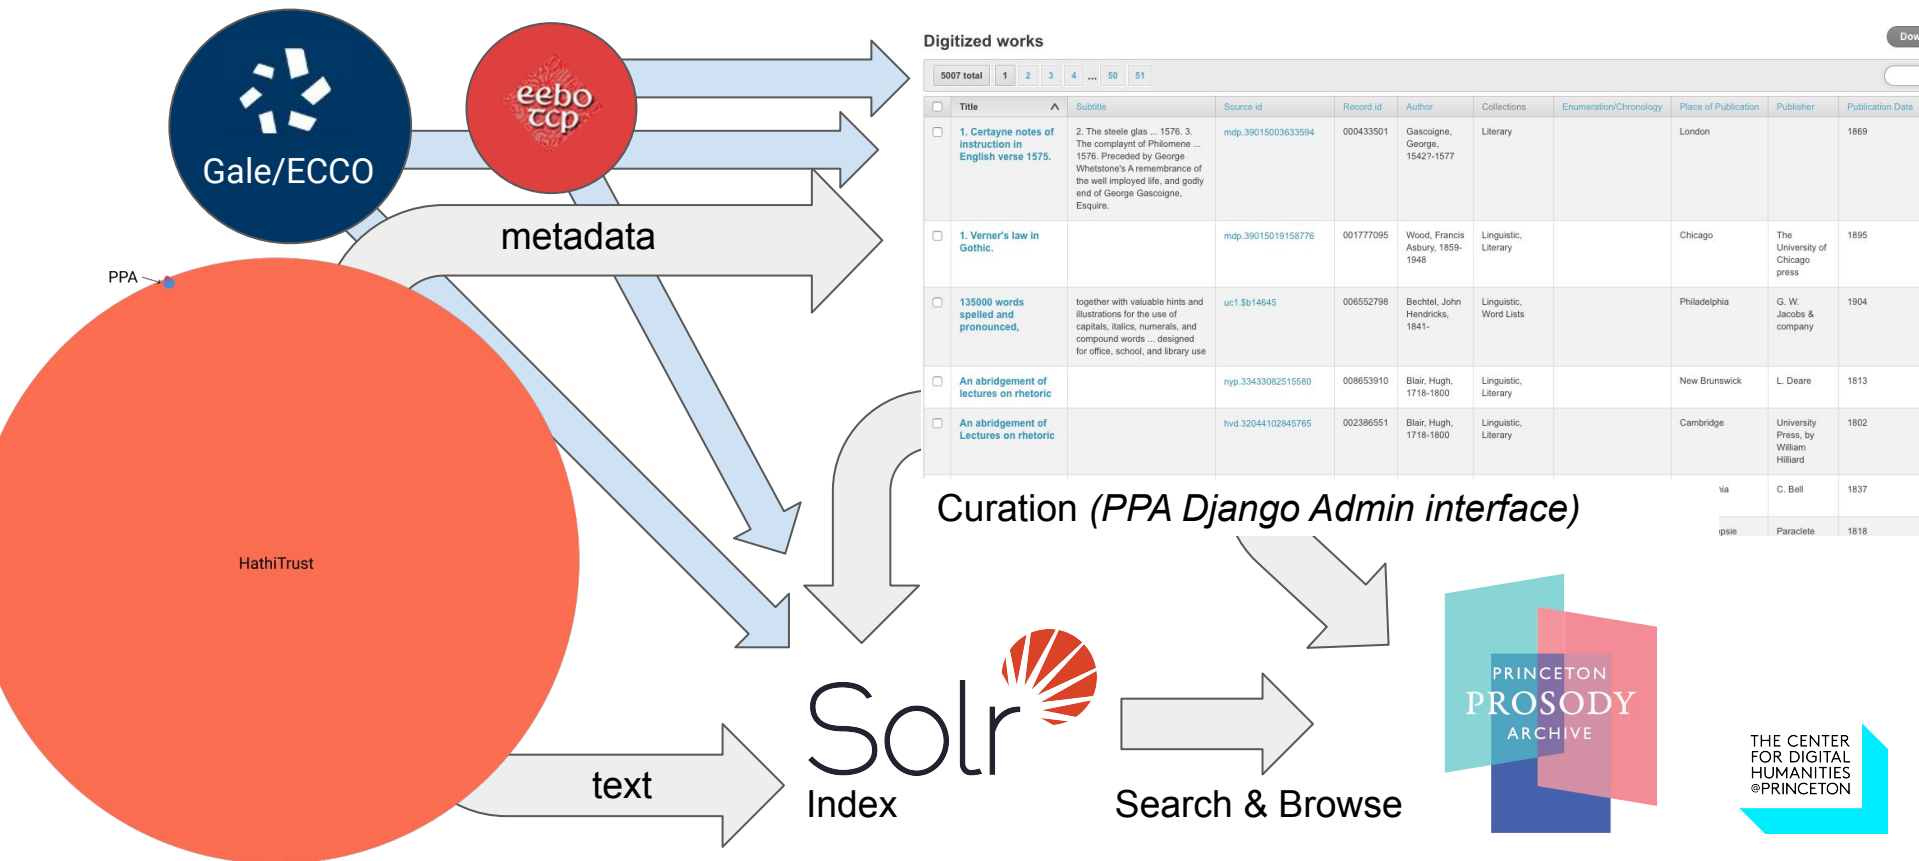 Gale/ECCO
eebo
tcp
metadata
PPA
HathiTrust
text
Digitized works
5007 total 1 2 3 4 ... 50 51
Title Subtitle Source id Record id Author Collections Enumeration/Chronology Place of Publication Publisher Publication Date
1. Certayne notes of
instruction in
English verse 1575.
2. The steele glas ... 1576. 3.
The complaynt of Philomene ...
1576. Preceded by George
Whetstone's A remembrance of
the well imployed life, and godly
end of George Gascoigne,
Esquire.
mdp.39015003633594
000433501
Gascoigne,
George,
1542?-1577
Literary
London
1869
1. Verner's law in
Gothic.
mdp.39015019158776
001777095
Wood, Francis
Asbury, 1859-
1948
Linguistic,
Literary
Chicago
The
University of
Chicago
press
1895
135000 words
spelled and
pronounced,
together with valuable hints and
illustrations for the use of
capitals, italics, numerals, and
compound words ... designed
for office, school, and library use
uc1.$b14645
006552798
Bechtel, John
Hendricks,
1841-
Linguistic,
Word Lists
Philadelphia
G. W.
Jacobs &
company
1904
An abridgement of
lectures on rhetoric
nyp.33433082515580
008653910
Blair, Hugh,
1718-1800
Linguistic,
Literary
New Brunswick
L. Deare
1813
An abridgement of
Lectures on rhetoric
hvd.32044102845765
002386551
Blair, Hugh,
1718-1800
Linguistic,
Literary
Cambridge
University
Press, by
William
Hilliard
1802
C. Bell
1837
Paraclete
1818
Curation (PPA Django Admin interface)
Solr
Index
Search & Browse
PRINCETON
PROSODY
ARCHIVE
THE CENTER
FOR DIGITAL
HUMANITIES
@PRINCETON